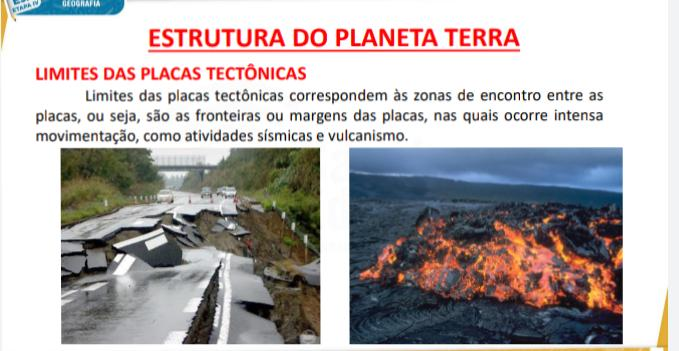 ETAPA IV
GEOGRAFIA
ESTRUTURA DO PLANETA TERRA
LIMITES DAS PLACAS TECTÔNICAS
Limites das placas tectônicas correspondem às zonas de encontro entre as
placas, ou seja, são as fronteiras ou margens das placas, nas quais ocorre intensa
movimentação, como atividades sísmicas e vulcanismo.